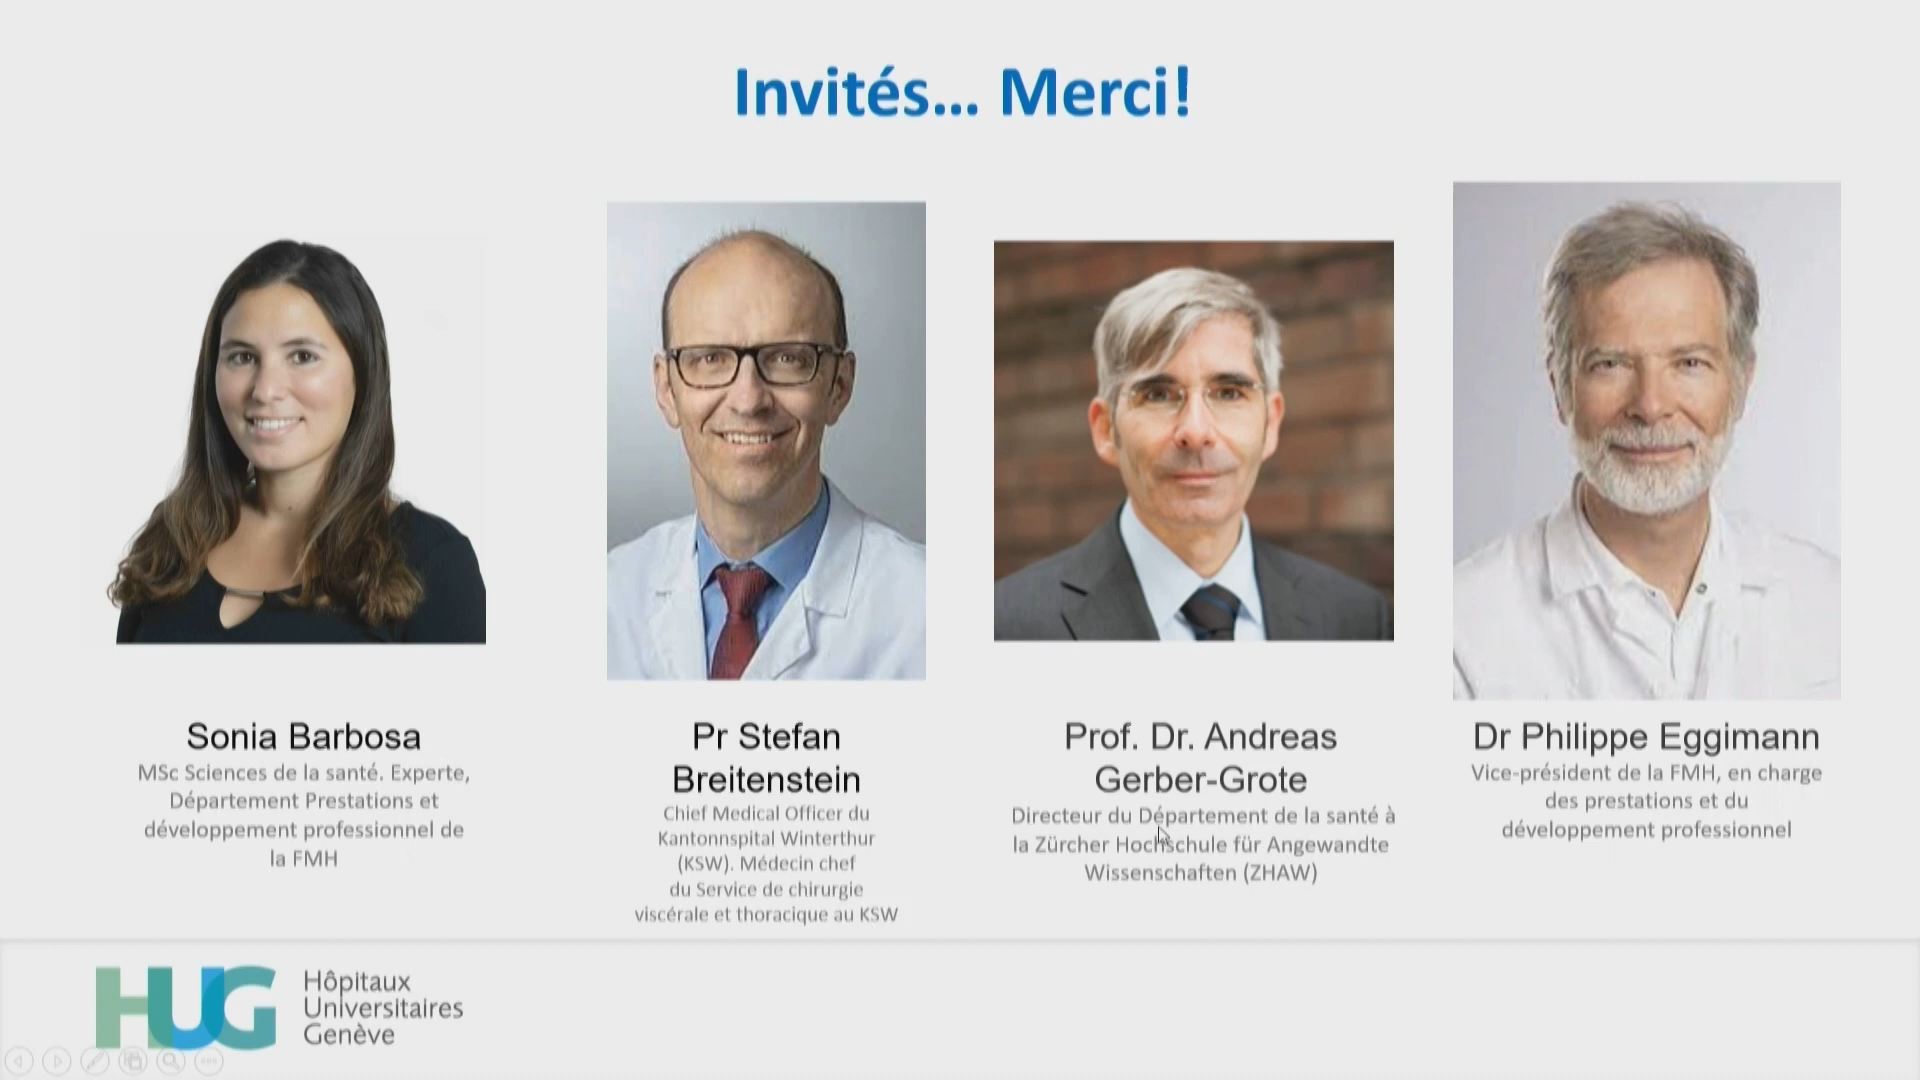 Invités... Merci!
Sonia Barbosa
MSc Sciences de la santé. Experte,
Département Prestations et
développement professionnel de
la FMH
Pr Stefan
Breitenstein
Chief Medical Officer du
Kantonnspital Winterthur
(KSW). Médecin chef
du Service de chirurgie
viscérale et thoracique au KSW
Prof. Dr. Andreas
Gerber-Grote
Directeur du Département de la santé à
la Zürcher Hochschule für Angewandte
Wissenschaften (ZHAW)
Dr Philippe Eggimann
Vice-président de la FMH, en charge
des prestations et du
développement professionnel
HUG
Hôpitaux
Universitaires
Genève